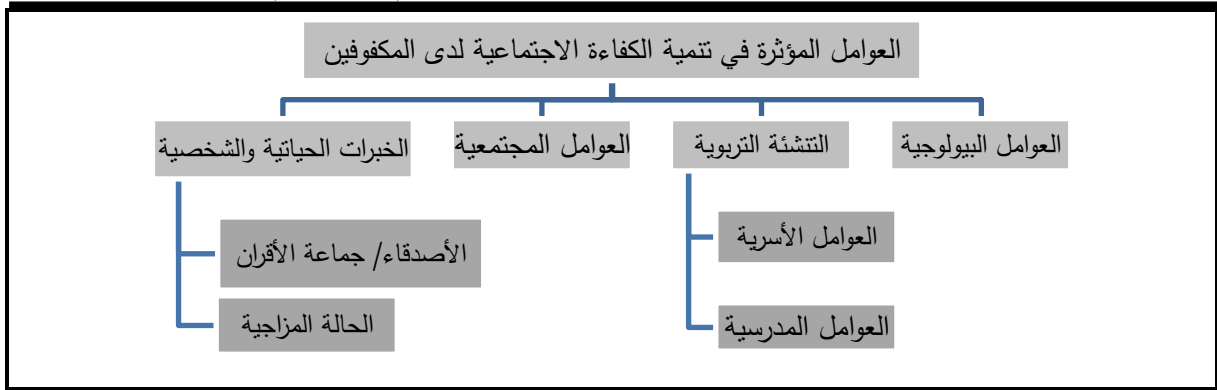 العوامل المؤثرة في تنمية الكفاءة الاجتماعية لدى المكفوفين
العوامل البيولوجية
التنشئة التربوية
العوامل المجتمعية
الخبرات الحياتية والشخصية
العوامل الأسرية
العوامل المدرسية
الأصدقاء/ جماعة الأقران
الحالة المزاجية